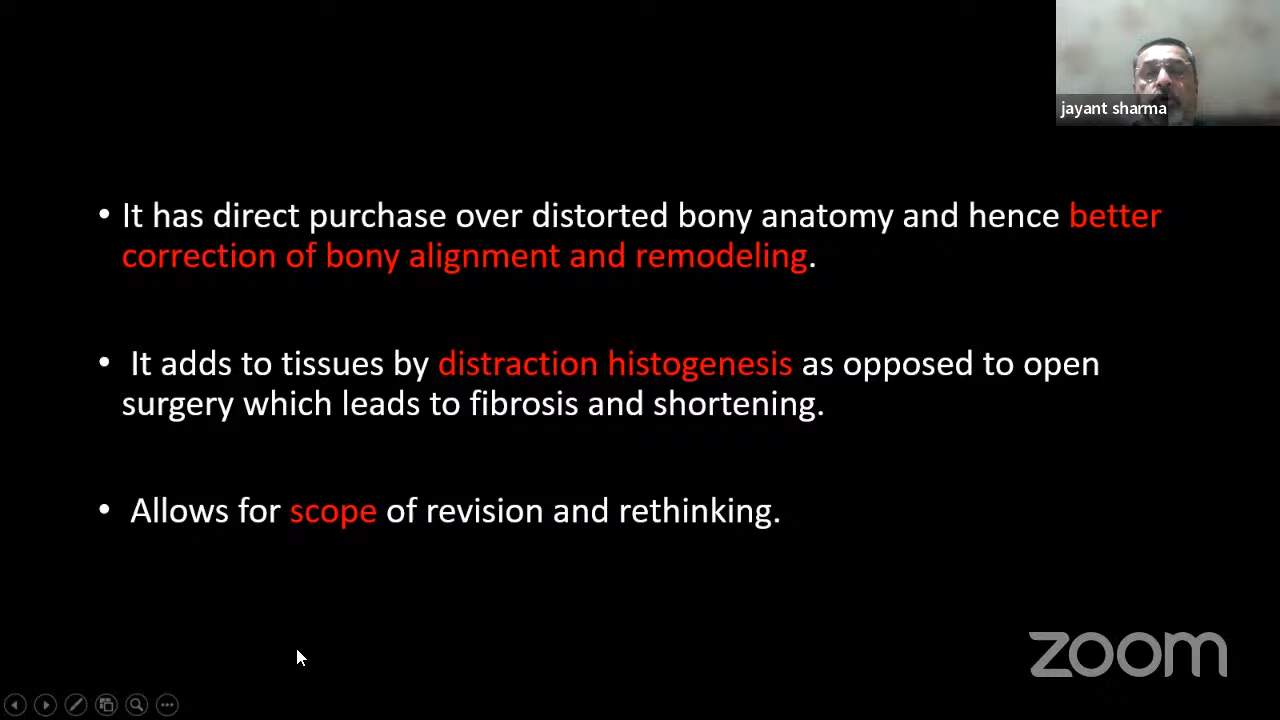 jayant sharma
• It has direct purchase over distorted bony anatomy and hence better
correction of bony alignment and remodeling.
• It adds to tissues by distraction histogenesis as opposed to open
surgery which leads to fibrosis and shortening.
• Allows for scope of revision and rethinking.
zoom